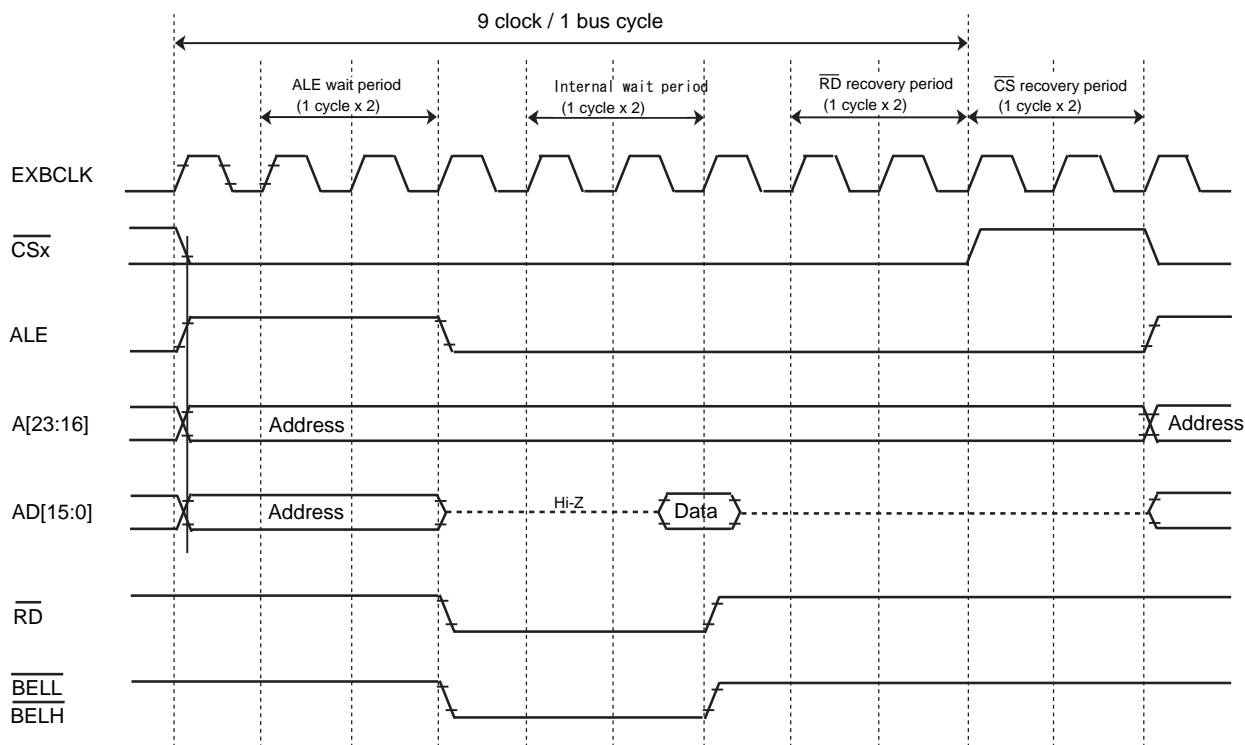 9 clock / 1 bus cycle
ALE wait period
(1 cycle x 2)
Internal wait period
(1 cycle x 2)
RD recovery period
(1 cycle x 2)
CS recovery period
(1 cycle x 2)
EXBCLK
CSx
ALE
A[23:16]
Address
Address
AD[15:0]
Address
Hi-Z
Data
RD
BELL
BELH